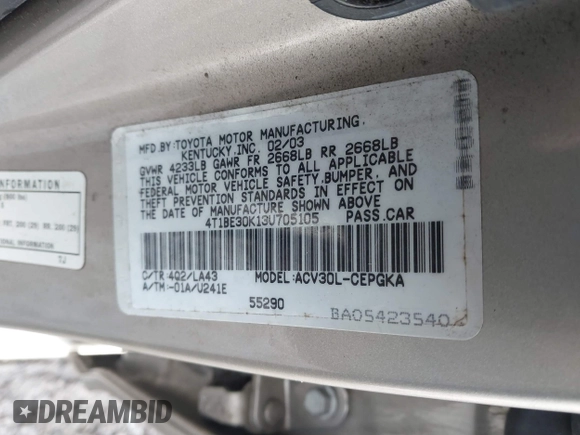 MFD.BY:TOYOTA MOTOR MANUFACTURING,
KENTUCKY,INC. 02/03
GVWR 4233LB GAWR FR 2668LB RR 2668LB
THIS VEHICLE CONFORMS TO ALL APPLICABLE
FEDERAL MOTOR VEHICLE SAFETY,BUMPER, AND
THEFT PREVENTION STANDARDS IN EFFECT ON
THE DATE OF MANUFACTURE SHOWN ABOVE.
4T1BE30K13U705105 PASS.CAR
C/TR:4Q2/LA43 MODEL:ACV30L-CEPGKA
A/TM:-01A/U241E
55290
BA05423540
INFORMATION
TJ
DREAMBID